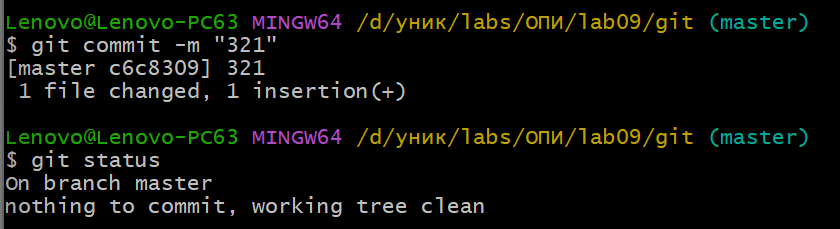 Lenovo@Lenovo-PC63 MINGW64 /d/уник/labs/ОПИ/lab09/git (master)
$ git commit -m "321"
[master c6c8309] 321
 1 file changed, 1 insertion(+)
Lenovo@Lenovo-PC63 MINGW64 /d/уник/labs/ОПИ/lab09/git (master)
$ git status
On branch master
nothing to commit, working tree clean